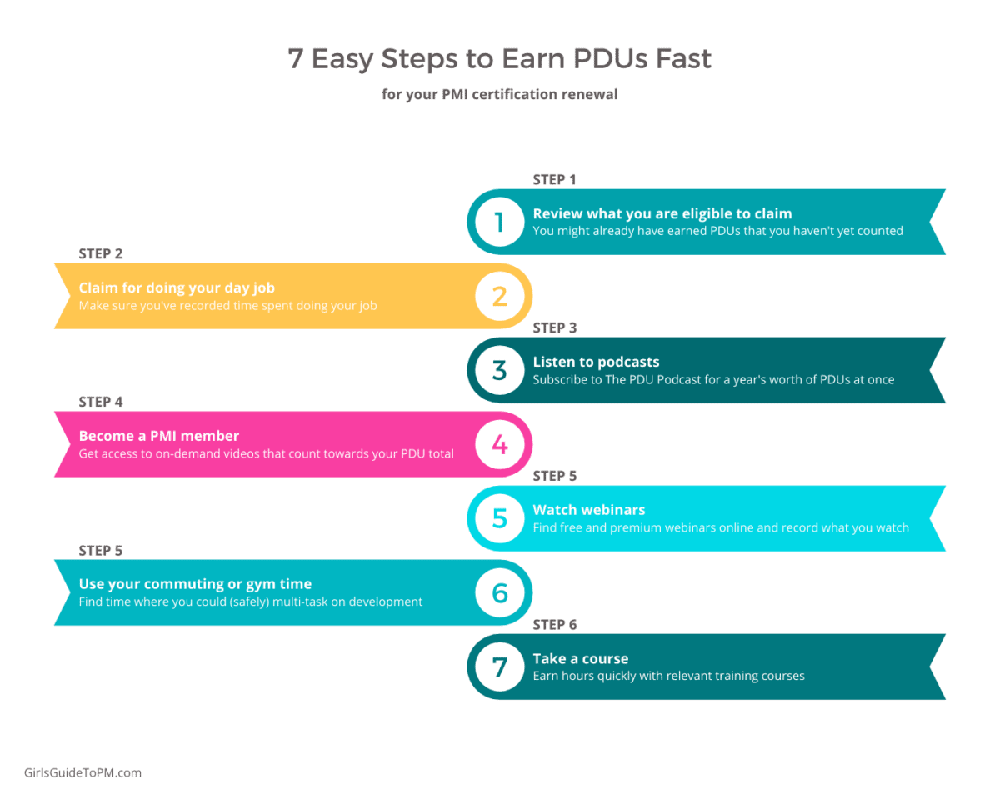 7 Easy Steps to Earn PDUs Fast
for your PMI certification renewal
STEP 1
1
Review what you are eligible to claim
You might already have earned PDUs that you haven't yet counted
STEP 2
Claim for doing your day job
Make sure you've recorded time spent doing your job
2
STEP 3
3
Listen to podcasts
Subscribe to The PDU Podcast for a year's worth of PDUs at once
STEP 4
Become a PMI member
Get access to on-demand videos that count towards your PDU total
4
STEP 5
5
Watch webinars
Find free and premium webinars online and record what you watch
STEP 5
Use your commuting or gym time
Find time where you could (safely) multi-task on development
6
STEP 6
7
Take a course
Earn hours quickly with relevant training courses
GirlsGuideToPM.com